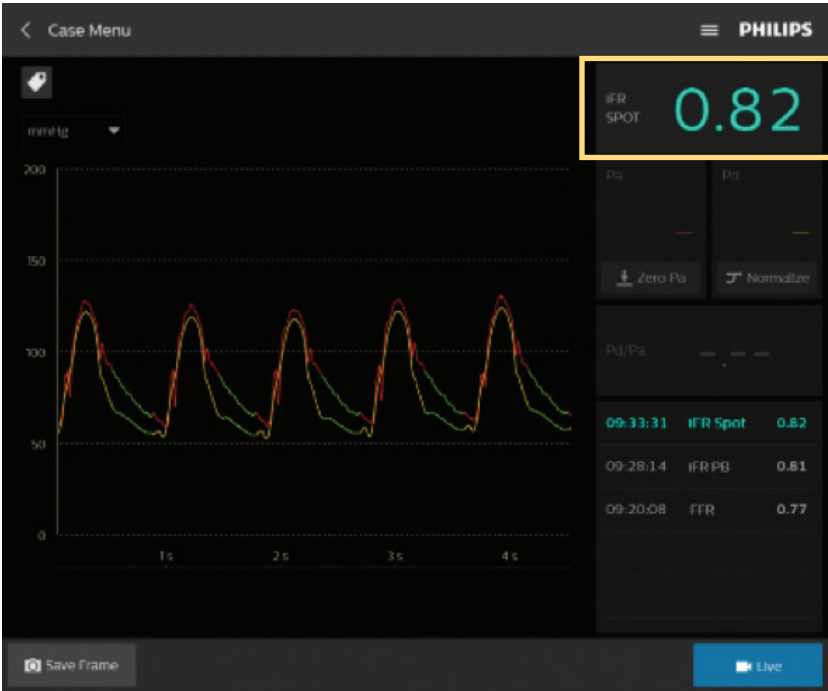 Case Menu
PHILIPS
mmHg
iFR
SPOT
0.82
200
150
100
50
0
1s
2s
3s
4s
Pa
Pd
Zero Pa
Normalize
Pd/Pa
--.--
09:33:31 iFR Spot 0.82
09:28:14 iFR PB 0.81
09:20:08 FFR 0.77
Save Frame
Live